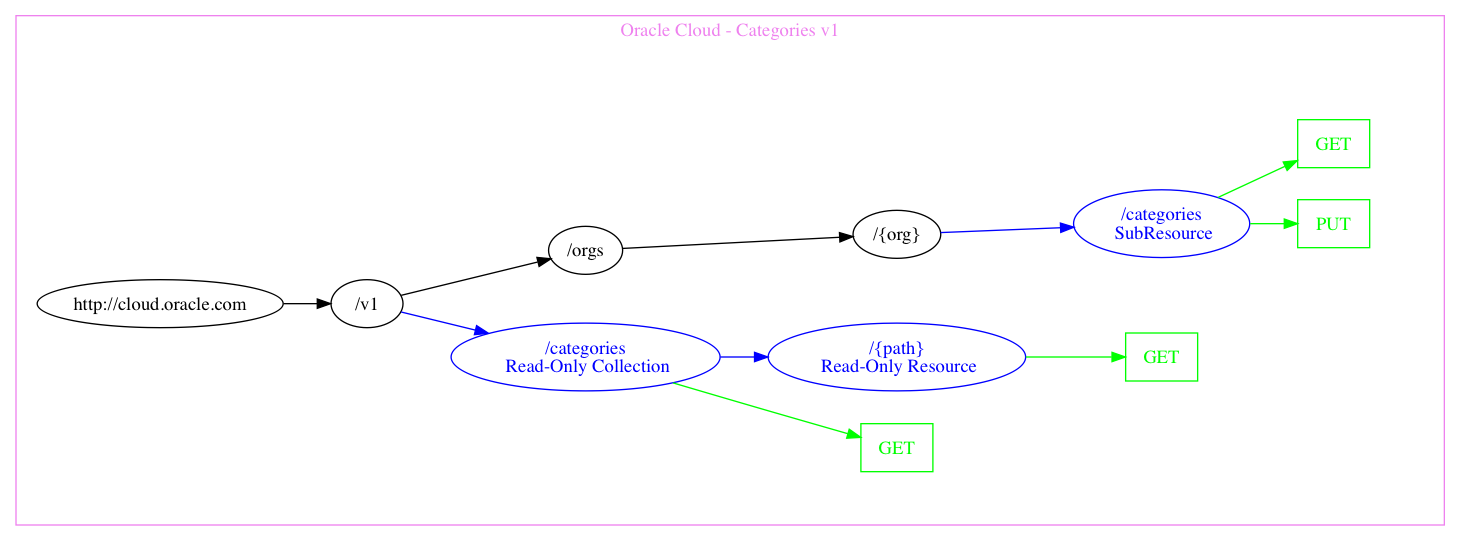 Oracle Cloud - Categories v1
GET
/categories
SubResource
PUT
/{org}
/orgs
http://cloud.oracle.com
/v1
/categories
Read-Only Collection
/{path}
Read-Only Resource
GET
GET